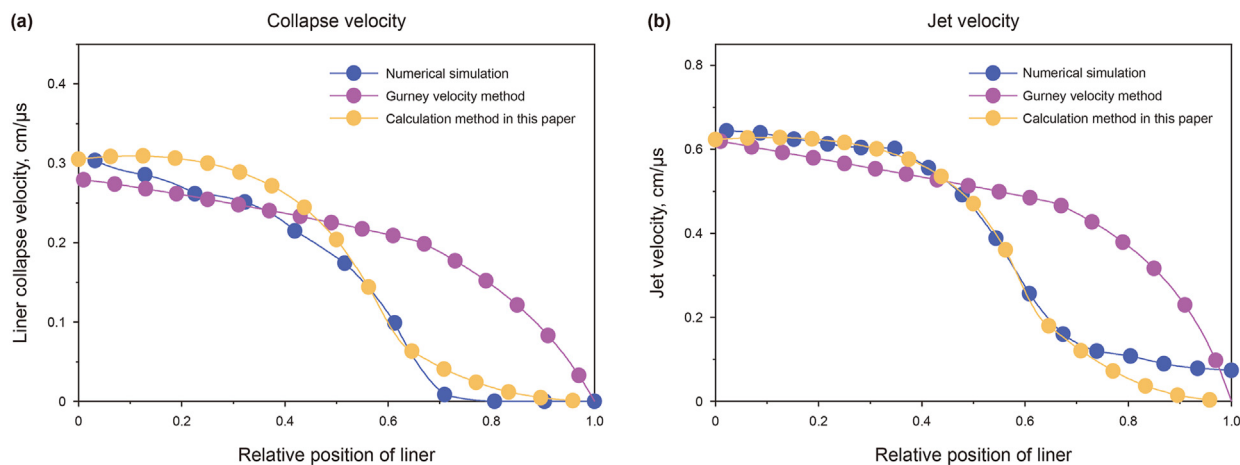 (a)
Collapse velocity
Numerical simulation
Gurney velocity method
Calculation method in this paper
Liner collapse velocity, cm/μs
0.4
0.3
0.2
0.1
0
0
0.2
0.4
0.6
0.8
1.0
Relative position of liner
(b)
Jet velocity
Numerical simulation
Gurney velocity method
Calculation method in this paper
Jet velocity, cm/μs
0.8
0.6
0.4
0.2
0
0
0.2
0.4
0.6
0.8
1.0
Relative position of liner